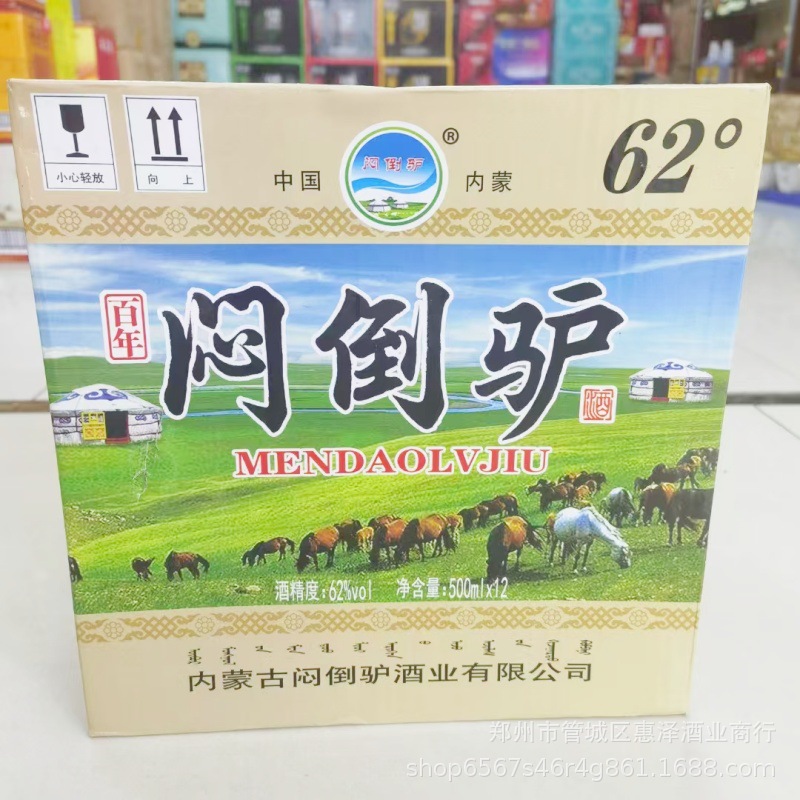 小心轻放
向 上
中国
闷倒驴
®
内蒙
62°
百年
闷倒驴
酒
MENDAOLVJIU
酒精度:62%vol 净含量:500mlx12
内蒙古闷倒驴酒业有限公司
郑州市管城区惠泽酒业商行
shop6567s46r4g861.1688.com